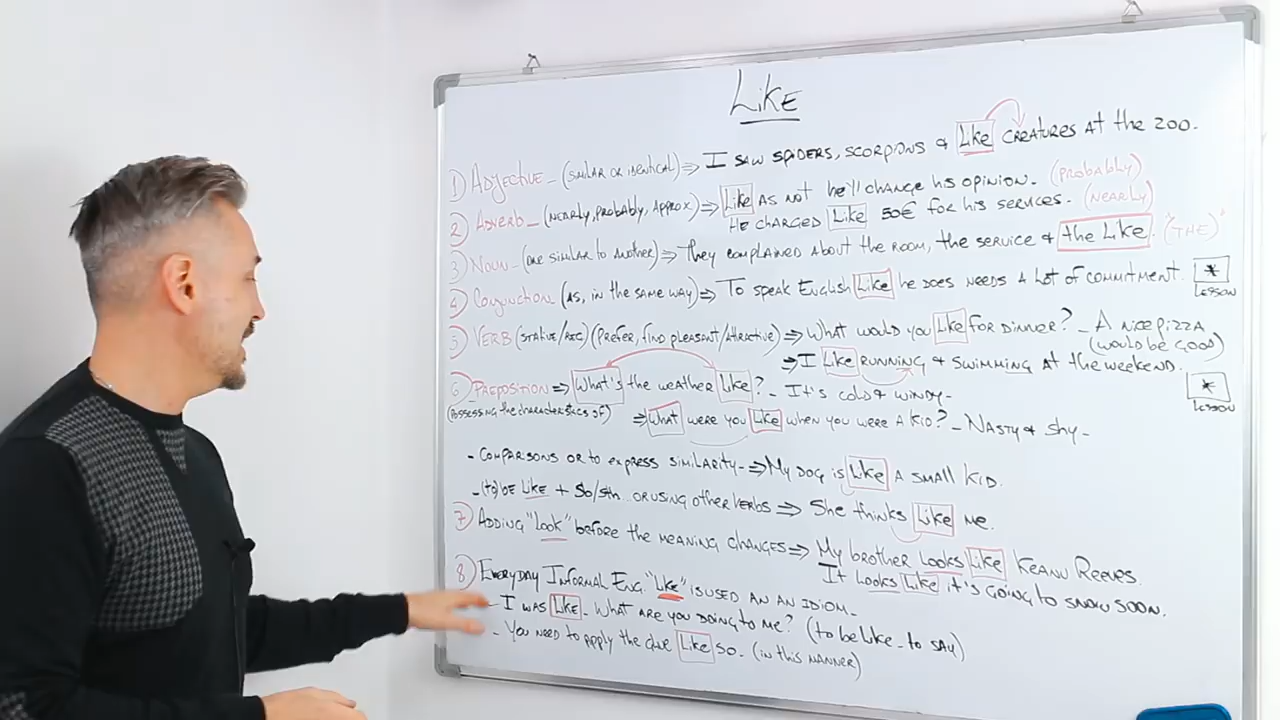 Like
1) Adjective - (similar or identical) ⇒ I saw spiders, scorpions & Like creatures at the zoo.
2) Adverb - (nearly, probably, approx) ⇒ Like as not he'll change his opinion. (probably)
He charged Like 50€ for his services. (nearly)
3) Noun - (one similar to another) ⇒ They complained about the room, the service & the Like. "(THE)"
4) Conjunction (as, in the same way) ⇒ To speak English Like he does needs a lot of commitment. * Lesson
5) Verb (stative/reg) (prefer, find pleasant/attractive) ⇒ What would you Like for dinner? - A nice pizza
(would be good)
⇒ I Like running & swimming at the weekend.
6) Preposition ⇒ What's the weather Like? - It's cold & windy - * Lesson
(assessing the characteristics of) ⇒ What were you Like when you were a kid? - Nasty & shy -
- Comparisons or to express similarity - ⇒ My dog is Like a small kid.
- (to) be Like + so/sth... or using other verbs ⇒ She thinks Like me.
7) Adding "Look" before the meaning changes ⇒ My brother Looks Like Keanu Reeves.
It Looks Like it's going to snow soon.
8) Everyday Informal Eng. "Like" is used an an idiom -
- I was Like - What are you doing to me? (to be like - to say)
- You need to apply the glue Like so. (in this manner)